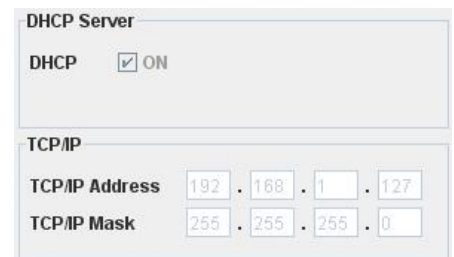 DHCP Server
DHCP ON
TCP/IP
TCP/IP Address 192 . 168 . 1 . 127
TCP/IP Mask 255 . 255 . 255 . 0